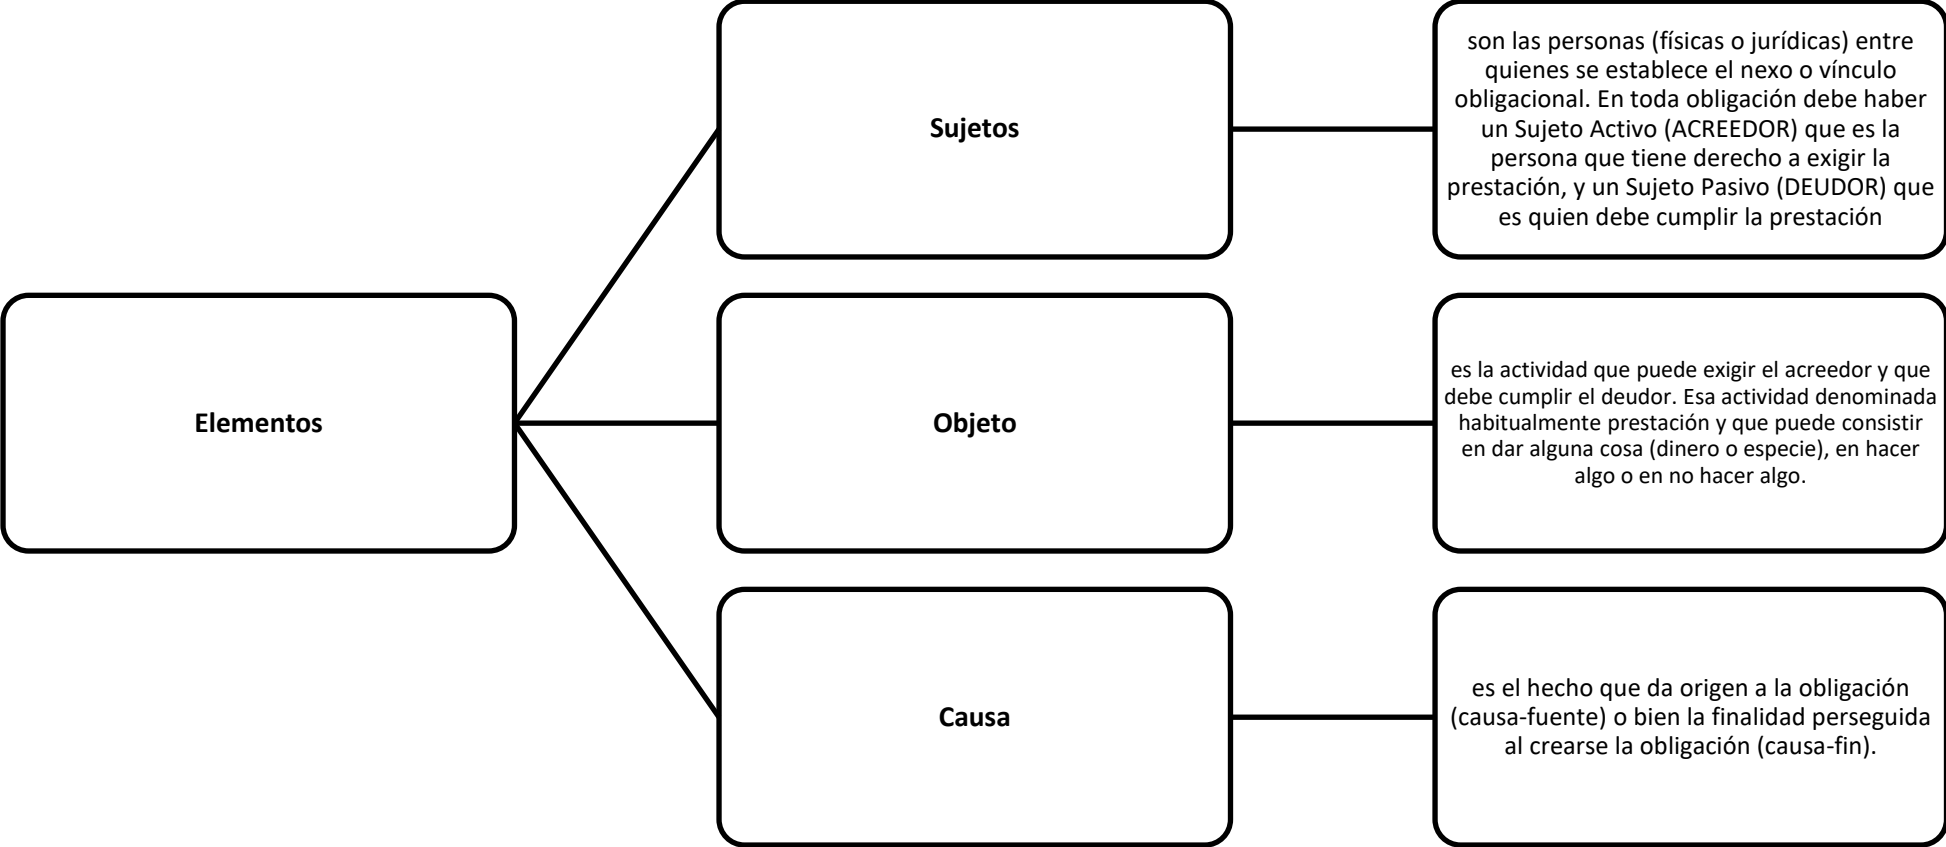 Elementos
Sujetos
son las personas (físicas o jurídicas) entre
quienes se establece el nexo o vínculo
obligacional. En toda obligación debe haber
un Sujeto Activo (ACREEDOR) que es la
persona que tiene derecho a exigir la
prestación, y un Sujeto Pasivo (DEUDOR) que
es quien debe cumplir la prestación
Objeto
es la actividad que puede exigir el acreedor y que
debe cumplir el deudor. Esa actividad denominada
habitualmente prestación y que puede consistir
en dar alguna cosa (dinero o especie), en hacer
algo o en no hacer algo.
Causa
es el hecho que da origen a la obligación
(causa-fuente) o bien la finalidad perseguida
al crearse la obligación (causa-fin).